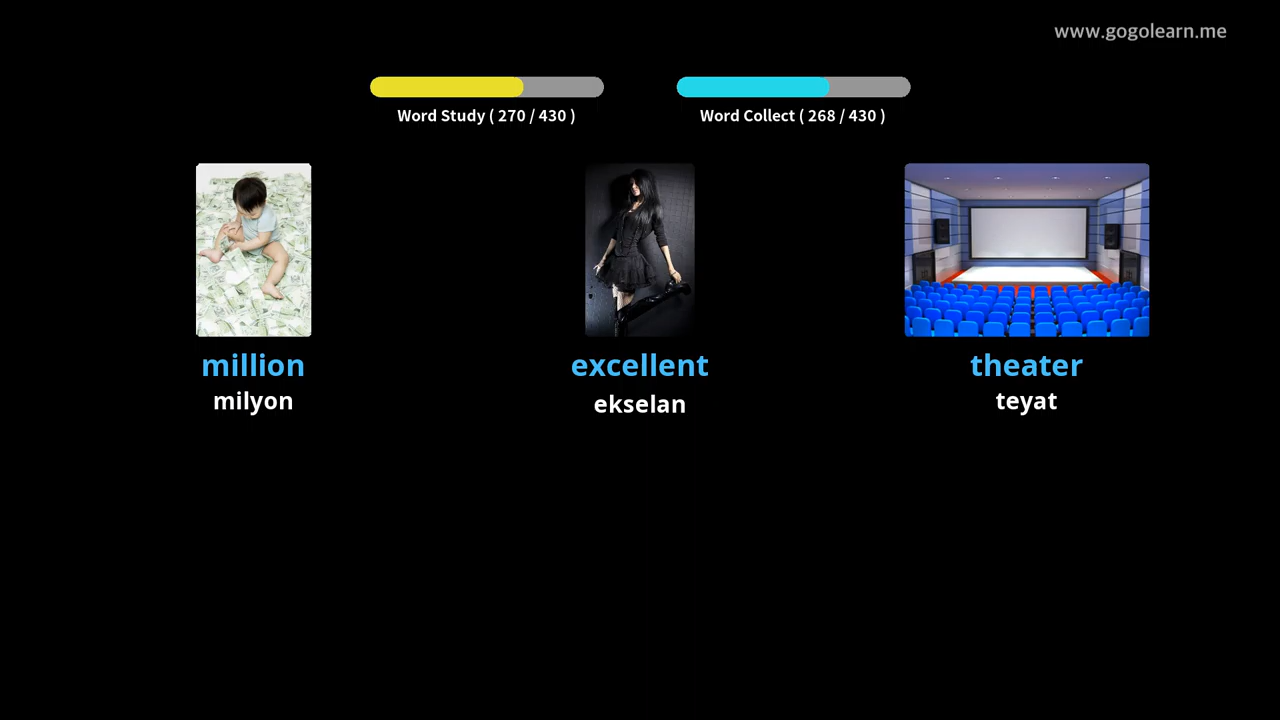 www.gogolearn.me
Word Study ( 270 / 430 )
Word Collect ( 268 / 430 )
million
excellent
theater
milyon
ekselan
teyat